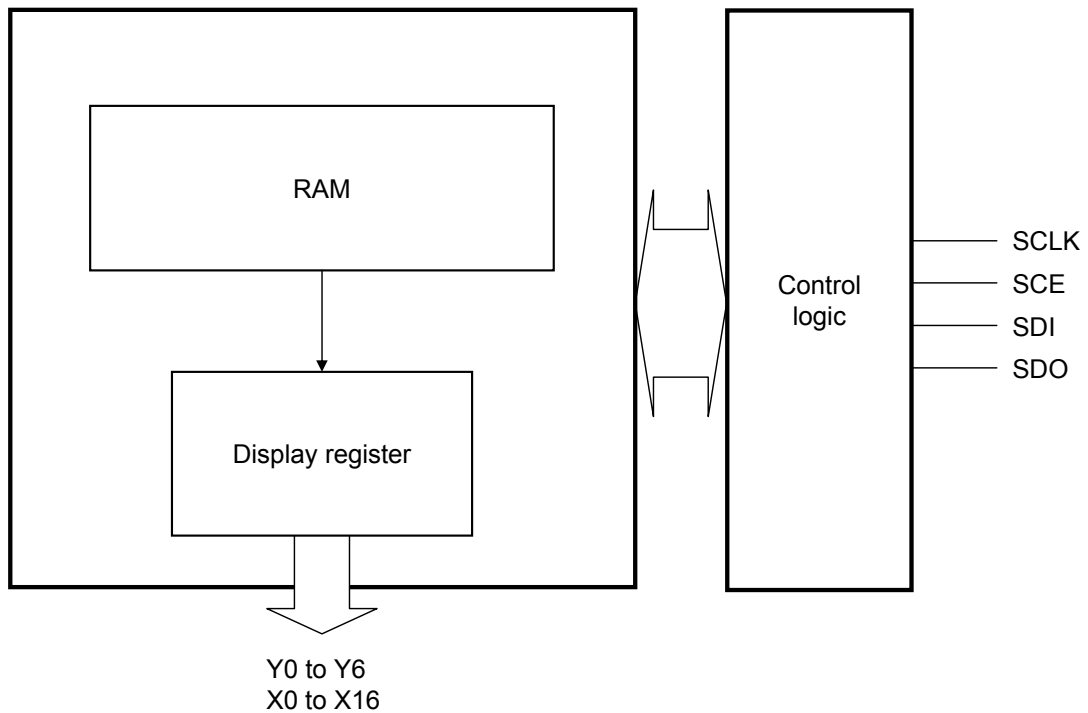 RAM
Display register
Y0 to Y6
X0 to X16
Control
logic
SCLK
SCE
SDI
SDO